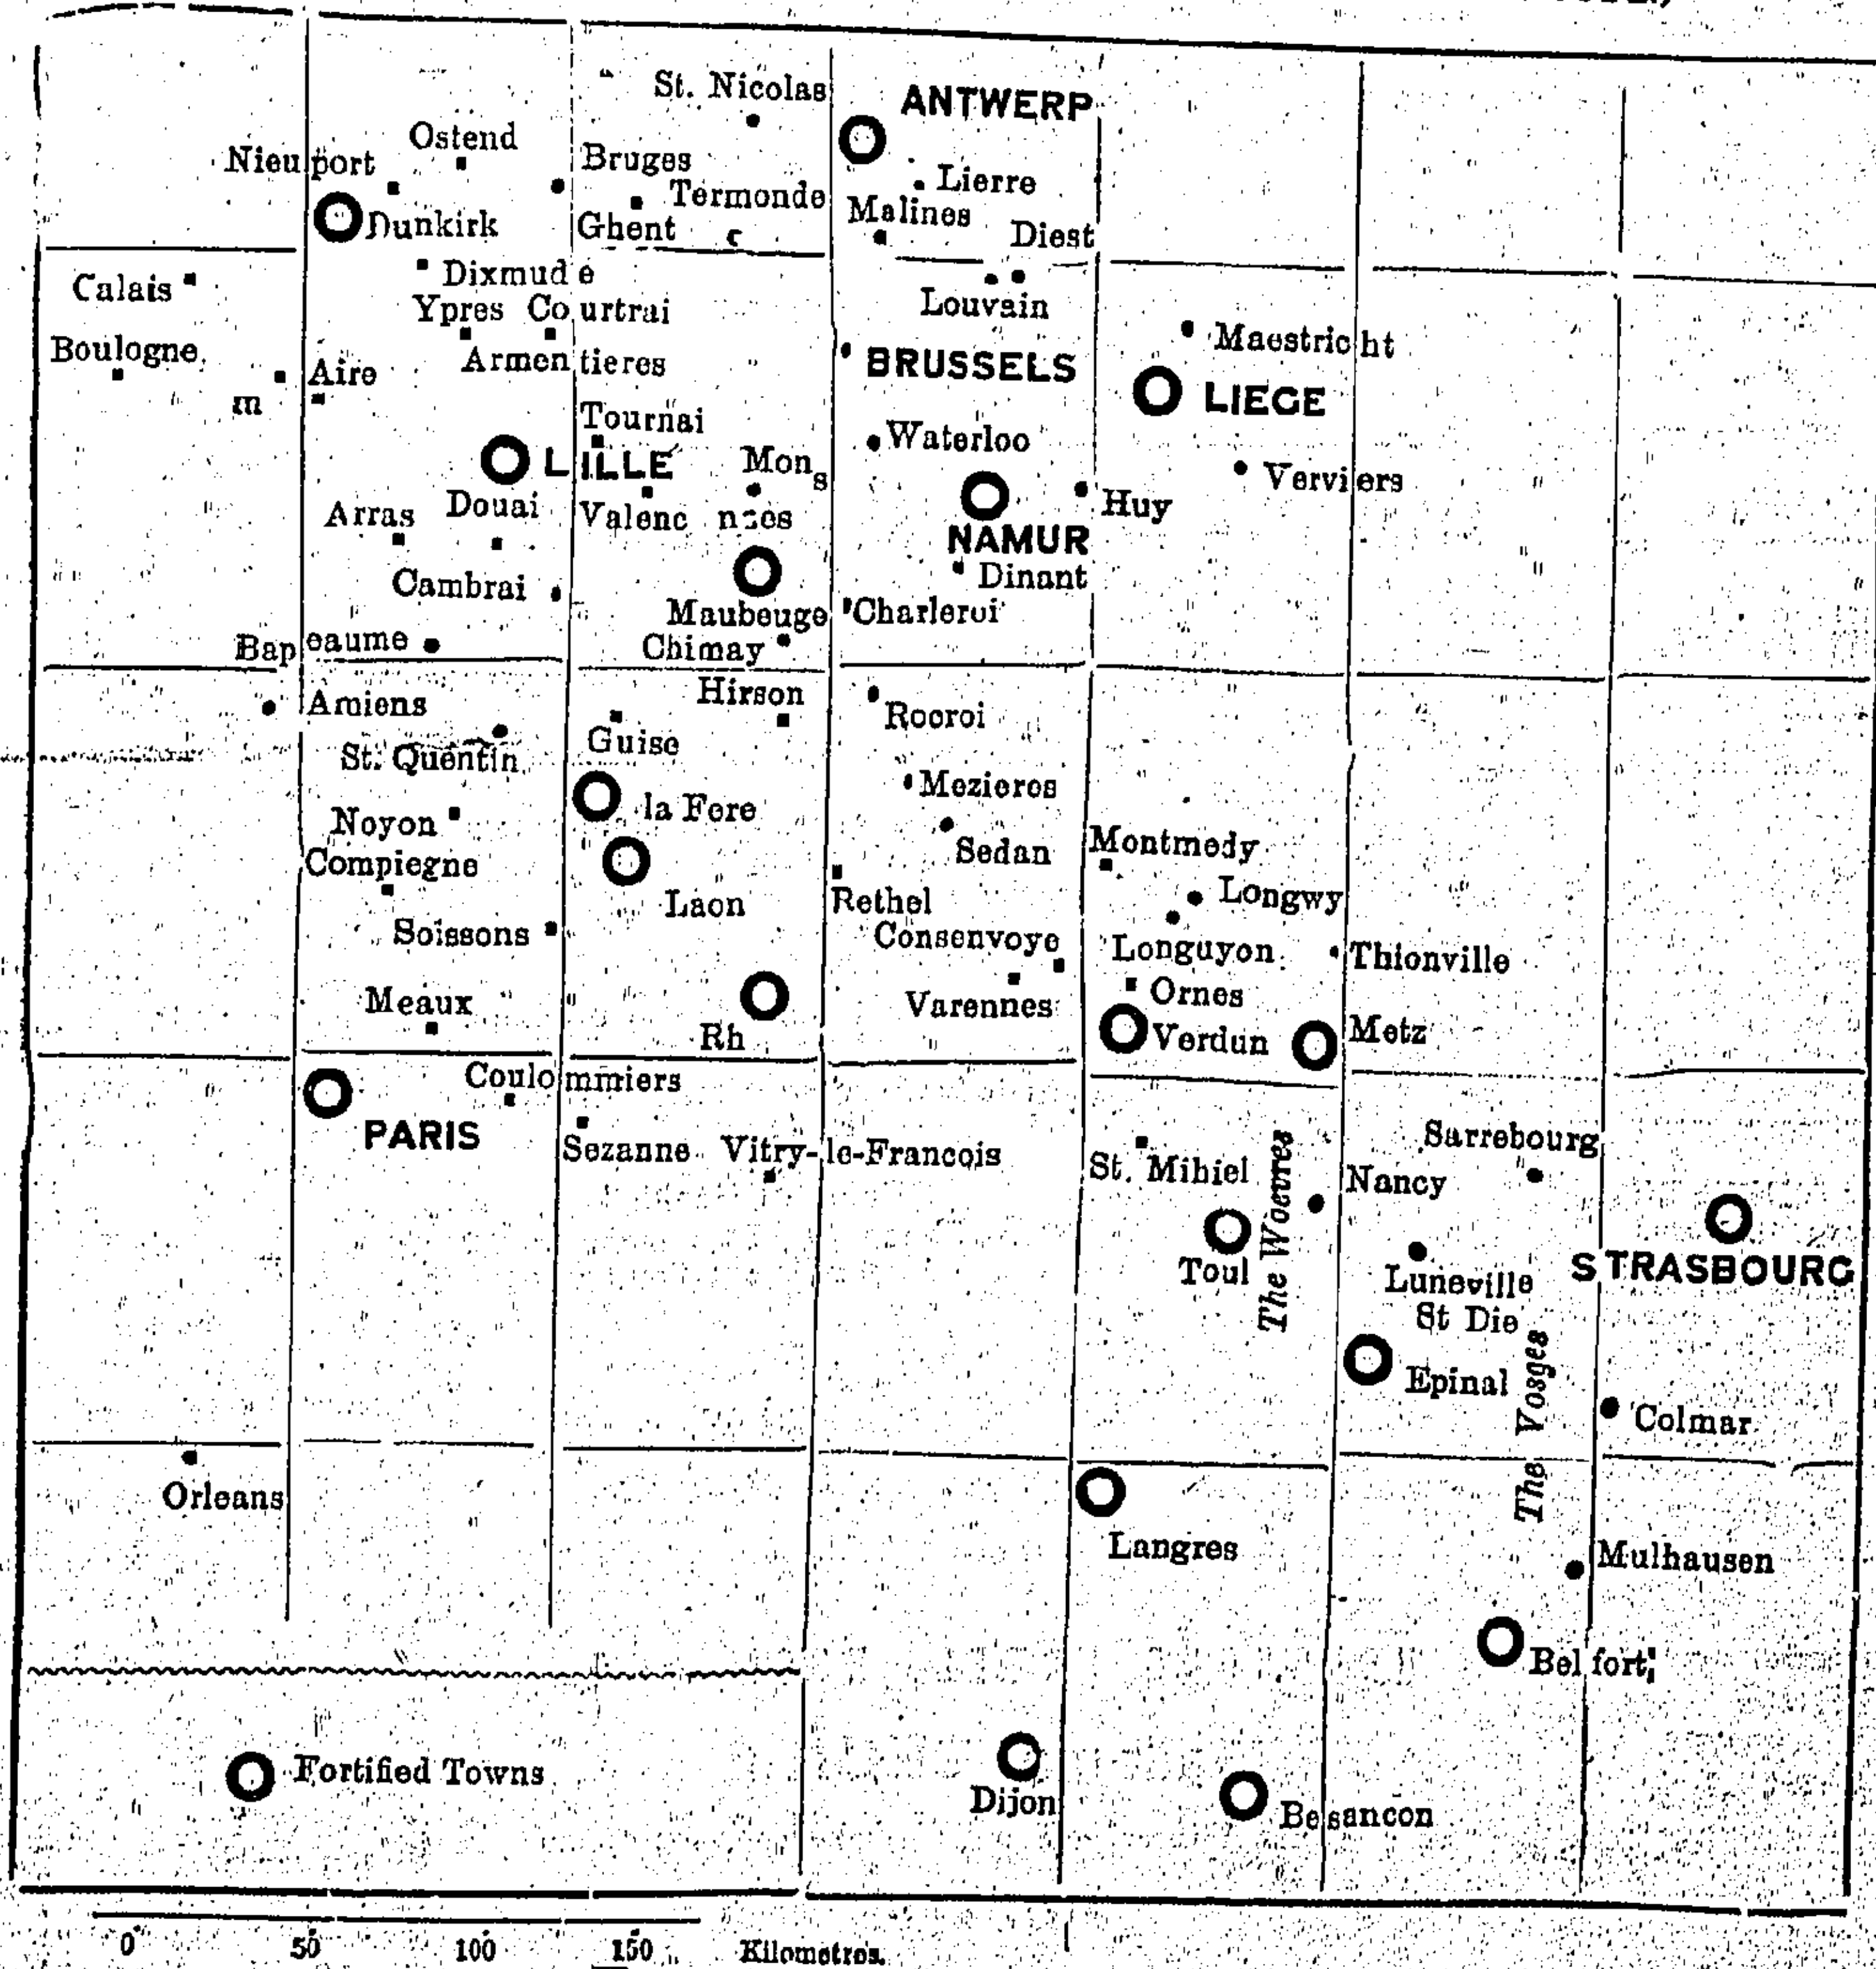 St. Nicolas
ANTWERP
Ostend
Nieuport
Bruges
Lierre
Termonde
Malines
Dunkirk
Ghent
Diest
Dixmude
Calais
Louvain
Ypres Courtrai
Maestricht
Boulogne
Armentieres
BRUSSELS
Aire
LIEGE
m
Tournai
Waterloo
LILLE
Mons
Verviers
Douai
Huy
Arras
Valenc nnes
NAMUR
Dinant
Cambrai
Maubeuge
Charleroi
Bapeaume
Chimay
Hirson
Amiens
Rocroi
Guise
St. Quentin
Mezieres
la Fere
Noyon
Montmedy
Sedan
Compiegne
Longwy
Laon
Rethel
Soissons
Consenvoye
Longuyon
Thionville
Ornes
Meaux
Varennes
Rh
Verdun
Metz
Coulommiers
PARIS
Sarrebourg
Sezanne
Vitry-le-Francois
St. Mihiel
Nancy
The Woevres
Toul
STRASBOURG
Luneville
St Die
Epinal
The Vosges
Colmar
Orleans
Langres
Mulhausen
Belfort
Fortified Towns
Dijon
Besancon
0 50 100 150 Kilometres.